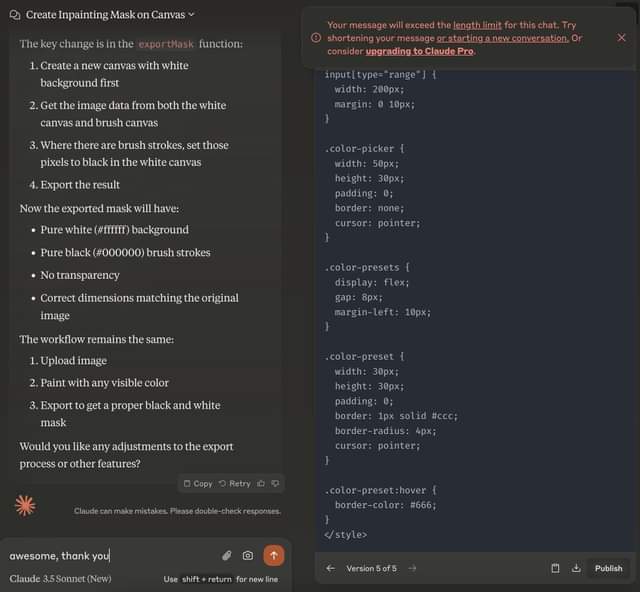 Create Inpainting Mask on Canvas
The key change is in the exportMask function:
1. Create a new canvas with white
background first
2. Get the image data from both the white
canvas and brush canvas
3. Where there are brush strokes, set those
pixels to black in the white canvas
4. Export the result
Now the exported mask will have:
• Pure white (#ffffff) background
• Pure black (#000000) brush strokes
• No transparency
• Correct dimensions matching the original
image
The workflow remains the same:
1. Upload image
2. Paint with any visible color
3. Export to get a proper black and white
mask
Would you like any adjustments to the export
process or other features?
Copy Retry
Claude can make mistakes. Please double-check responses.
awesome, thank you
Claude 3.5 Sonnet (New)
Use shift + return for new line
Your message will exceed the length limit for this chat. Try
shortening your message or starting a new conversation. Or
consider upgrading to Claude Pro.
input[type="range"] {
width: 200px;
margin: 0 10px;
}
.color-picker {
width: 50px;
height: 30px;
padding: 0;
border: none;
cursor: pointer;
}
.color-presets {
display: flex;
gap: 8px;
margin-left: 10px;
}
.color-preset {
width: 30px;
height: 30px;
padding: 0;
border: 1px solid #ccc;
border-radius: 4px;
cursor: pointer;
}
.color-preset:hover {
border-color: #666;
}
</style>
Version 5 of 5
Publish